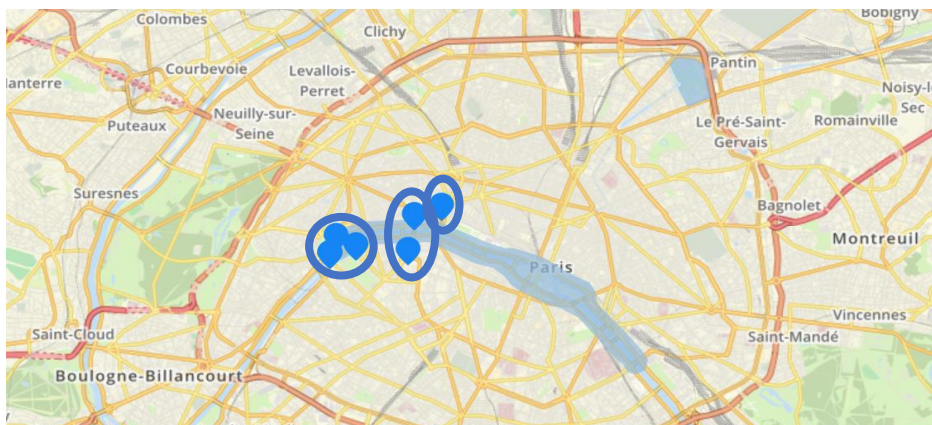 Colombes
Bobigny
Clichy
Courbevoie
Levallois-
Perret
Pantin
lanterre
Noisy-le
Sec
Puteaux
Neuilly-sur-
Seine
Le Pré-Saint-
Gervais
Romainville
Suresnes
Bagnolet
Montreuil
Paris
Vincennes
Saint-Cloud
Saint-Mandé
Boulogne-Billancourt